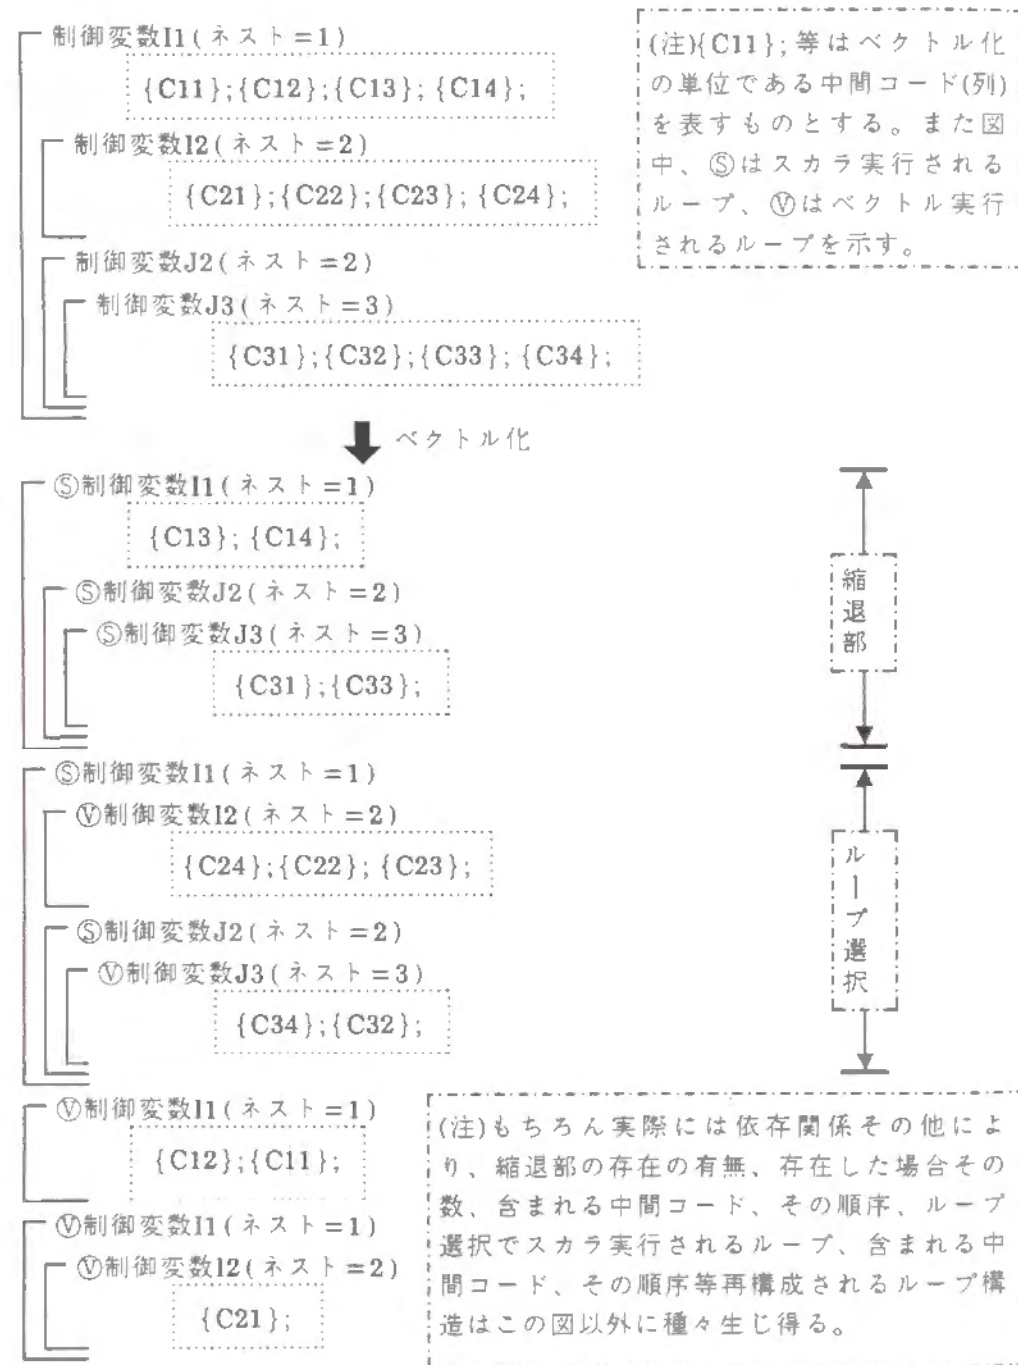 制御変数I1(ネスト=1)
{C11};{C12};{C13};{C14};
制御変数I2(ネスト=2)
{C21};{C22};{C23};{C24};
制御変数J2(ネスト=2)
制御変数J3(ネスト=3)
{C31};{C32};{C33};{C34};
(注){C11};等はベクトル化
の単位である中間コード(列)
を表すものとする。また図
中、Ⓢはスカラ実行される
ループ、Ⓥはベクトル実行
されるループを示す。
ベクトル化
Ⓢ制御変数I1(ネスト=1)
{C13};{C14};
Ⓢ制御変数J2(ネスト=2)
Ⓢ制御変数J3(ネスト=3)
{C31};{C33};
縮退部
Ⓢ制御変数I1(ネスト=1)
Ⓥ制御変数I2(ネスト=2)
{C24};{C22};{C23};
Ⓢ制御変数J2(ネスト=2)
Ⓥ制御変数J3(ネスト=3)
{C34};{C32};
ループ選択
Ⓥ制御変数I1(ネスト=1)
{C12};{C11};
Ⓥ制御変数I1(ネスト=1)
Ⓥ制御変数I2(ネスト=2)
{C21};
(注)もちろん実際には依存関係その他によ
り、縮退部の存在の有無、存在した場合その
数、含まれる中間コード、その順序、ループ
選択でスカラ実行されるループ、含まれる中
間コード、その順序等再構成されるループ構
造はこの図以外に種々生じ得る。